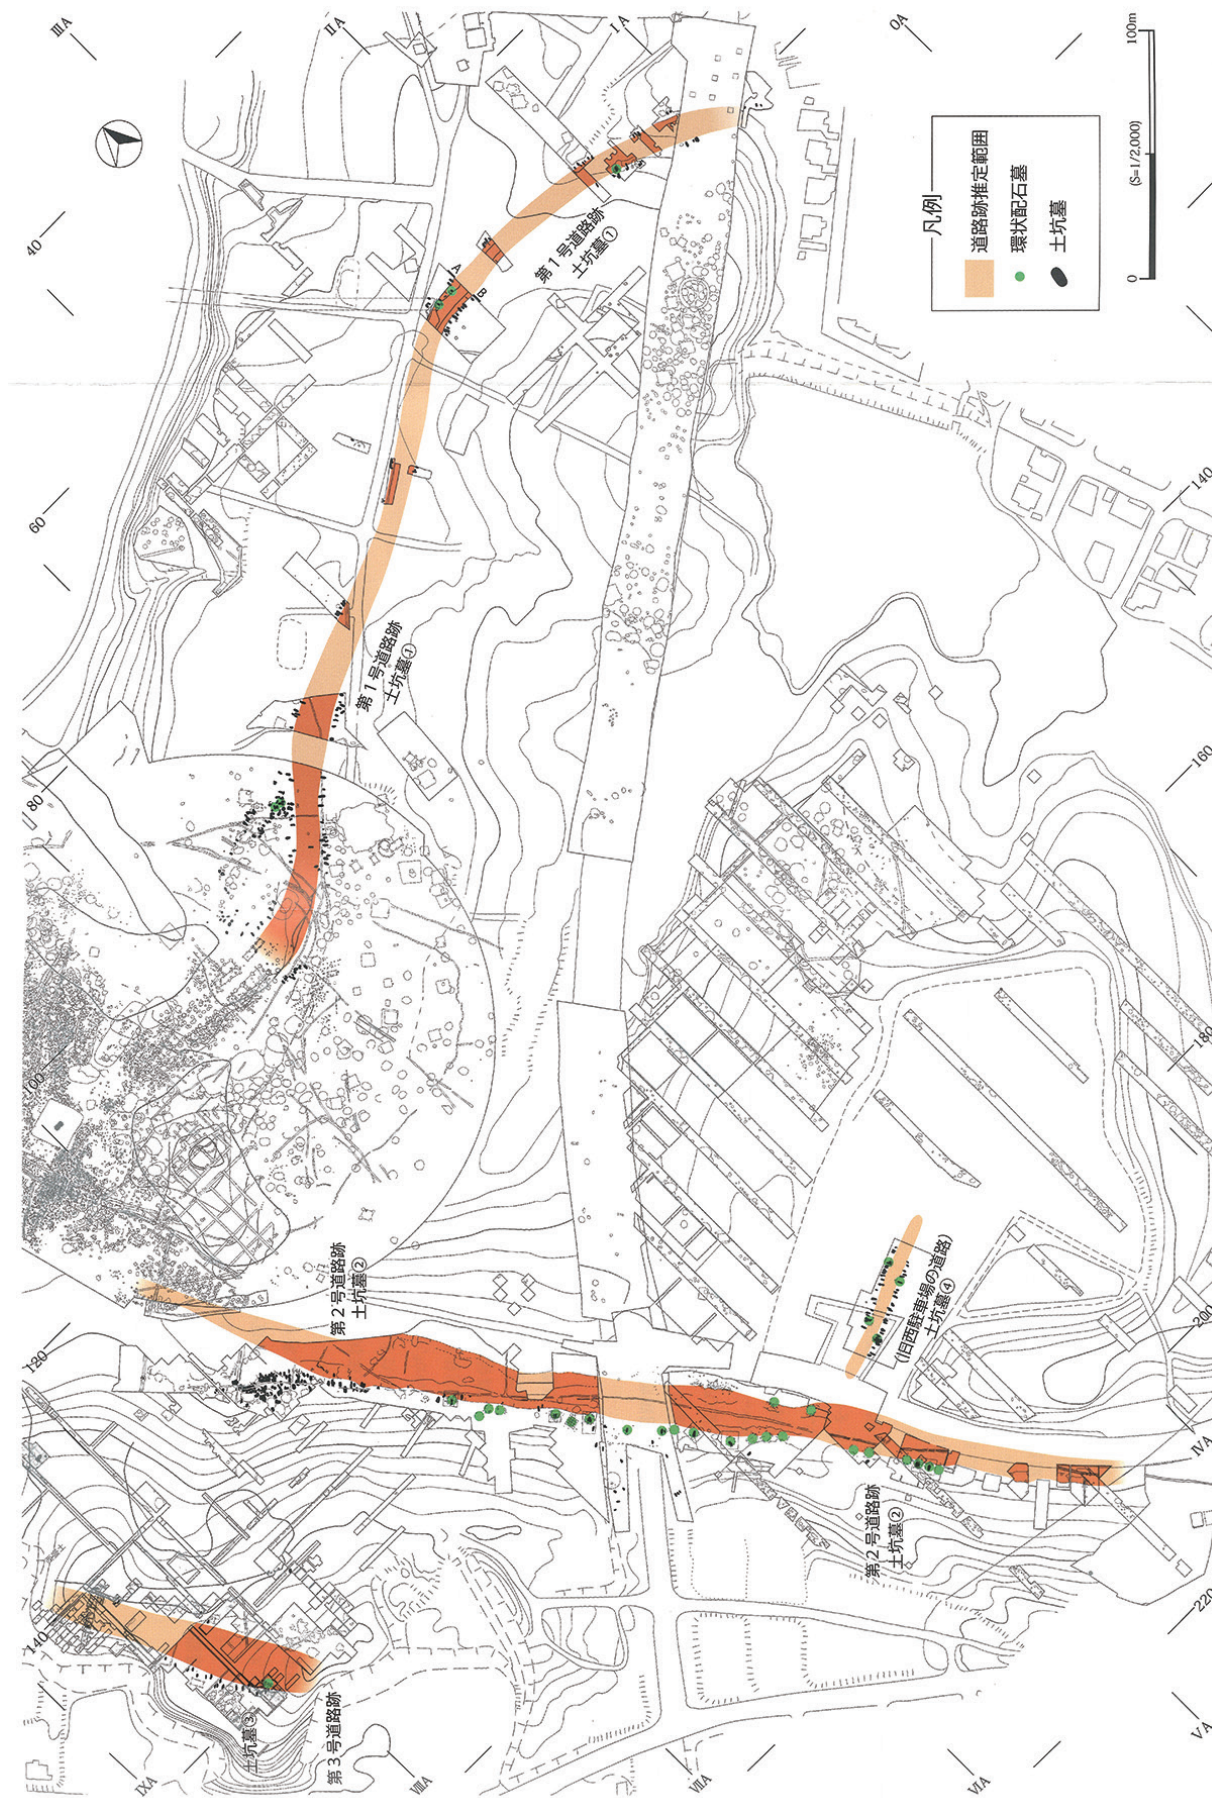 ⅢA
ⅡA
ⅠA
0A
40
60
80
100
120
140
第1号道路跡
土坑墓①
A
B
第1号道路跡
土坑墓①
第2号道路跡
土坑墓②
(旧西駐車場の道路)
土坑墓④
第2号道路跡
土坑墓②
土坑墓③
第3号道路跡
140
160
180
200
220
ⅨA
ⅧA
ⅦA
ⅥA
ⅤA
ⅣA
凡例
道路跡推定範囲
環状配石墓
土坑墓
0
(S=1/2,000)
100m